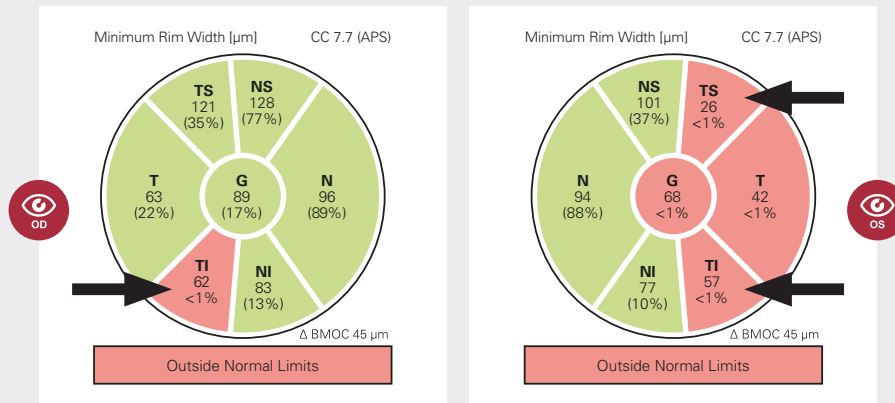 Minimum Rim Width [µm] CC 7.7 (APS)
TS
121
(35%)
NS
128
(77%)
T
63
(22%)
G
89
(17%)
N
96
(89%)
TI
62
<1%
NI
83
(13%)
OD
Δ BMOC 45 µm
Outside Normal Limits
Minimum Rim Width [µm] CC 7.7 (APS)
NS
101
(37%)
TS
26
<1%
N
94
(88%)
G
68
<1%
T
42
<1%
NI
77
(10%)
TI
57
<1%
OS
Δ BMOC 45 µm
Outside Normal Limits